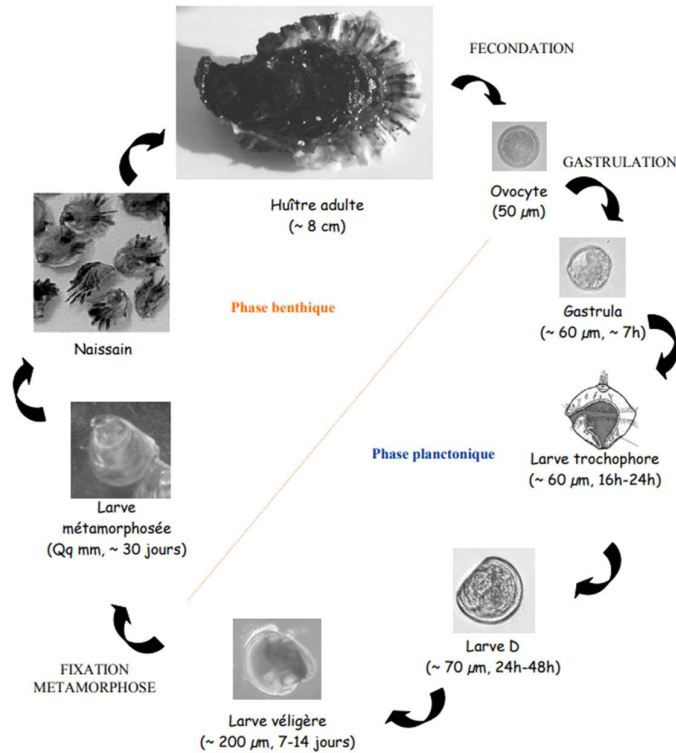 FECONDATION
Ovocyte
(50 µm)
GASTRULATION
Gastrula
(~ 60 µm, ~ 7h)
Larve trochophore
(~ 60 µm, 16h-24h)
Larve D
(~ 70 µm, 24h-48h)
Larve véligère
(~ 200 µm, 7-14 jours)
FIXATION
METAMORPHOSE
Larve
métamorphosée
(Qq mm, ~ 30 jours)
Naissain
Huître adulte
(~ 8 cm)
Phase benthique
Phase planctonique